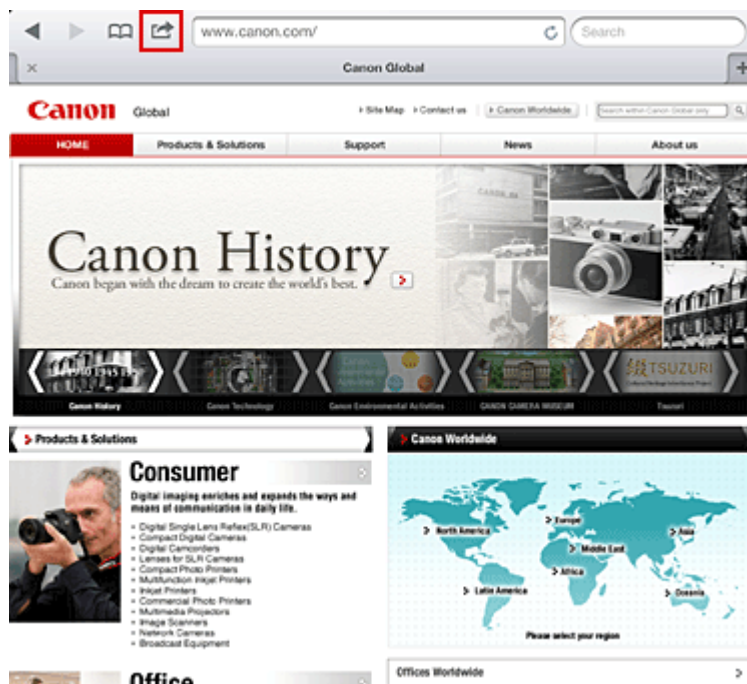 www.canon.com/
Search
Canon Global
Canon Global
Site Map Contact us Canon Worldwide Search within Canon Global only
HOME Products & Solutions Support News About us
Canon History
Canon began with the dream to create the world's best.
Canon History Canon Technology Canon Environmental Activities CANON CAMERA MUSEUM Tsuzuri
TSUZURI
Products & Solutions
Consumer
Digital imaging enriches and expands the ways and
means of communication in daily life.
Digital Single Lens Reflex(SLR) Cameras
Compact Digital Cameras
Digital Camcorders
Lenses for SLR Cameras
Compact Photo Printers
Multifunction Inkjet Printers
Inkjet Printers
Commercial Photo Printers
Multimedia Projectors
Image Scanners
Network Cameras
Broadcast Equipment
Office
Canon Worldwide
North America
Europe
Asia
Middle East
Africa
Latin America
Oceania
Please select your region
Offices Worldwide